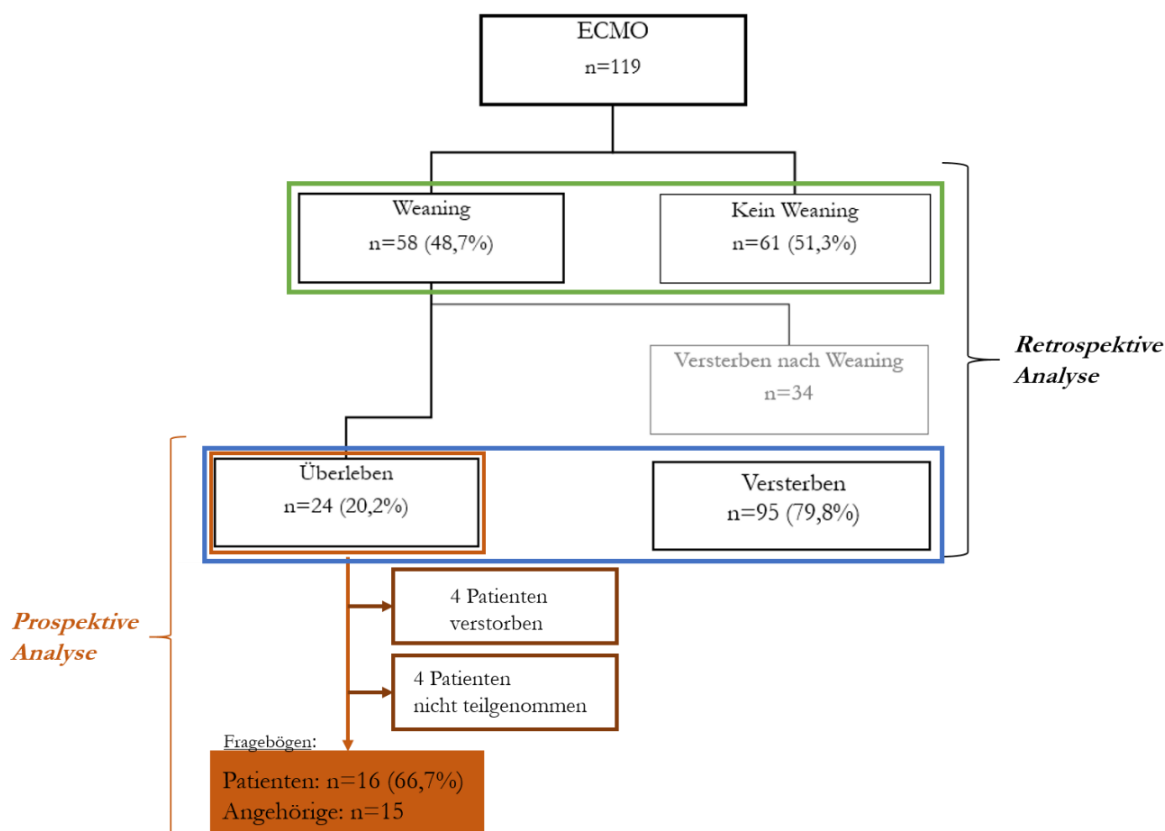 ECMO
n=119
Weaning
n=58 (48,7%)
Kein Weaning
n=61 (51,3%)
Versterben nach Weaning
n=34
Retrospektive
Analyse
Überleben
n=24 (20,2%)
Versterben
n=95 (79,8%)
4 Patienten
verstorben
Prospektive
Analyse
4 Patienten
nicht teilgenommen
Fragebögen:
Patienten: n=16 (66,7%)
Angehörige: n=15